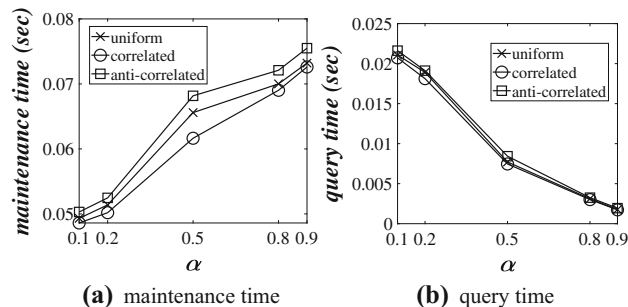 maintenance time (sec)
0.08
0.07
0.06
0.05
uniform
correlated
anti-correlated
0.1 0.2 0.5 0.8 0.9
α
(a) maintenance time
query time (sec)
0.025
0.02
0.015
0.01
0.005
0
uniform
correlated
anti-correlated
0.1 0.2 0.5 0.8 0.9
α
(b) query time